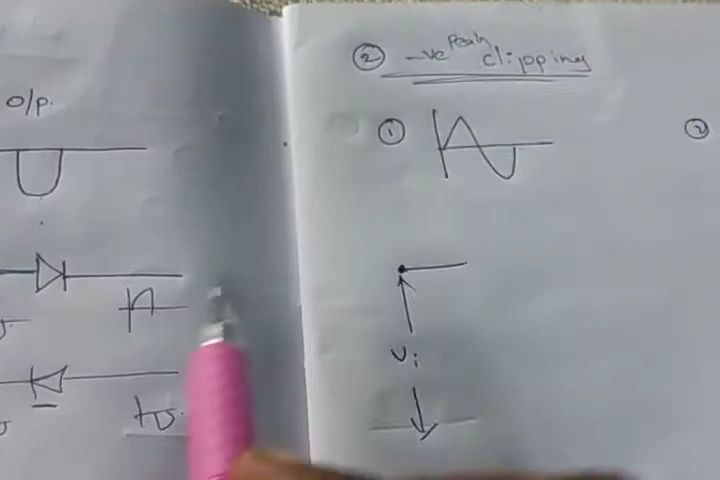 o/p.
② -ve Peak clipping
①
②
Vi